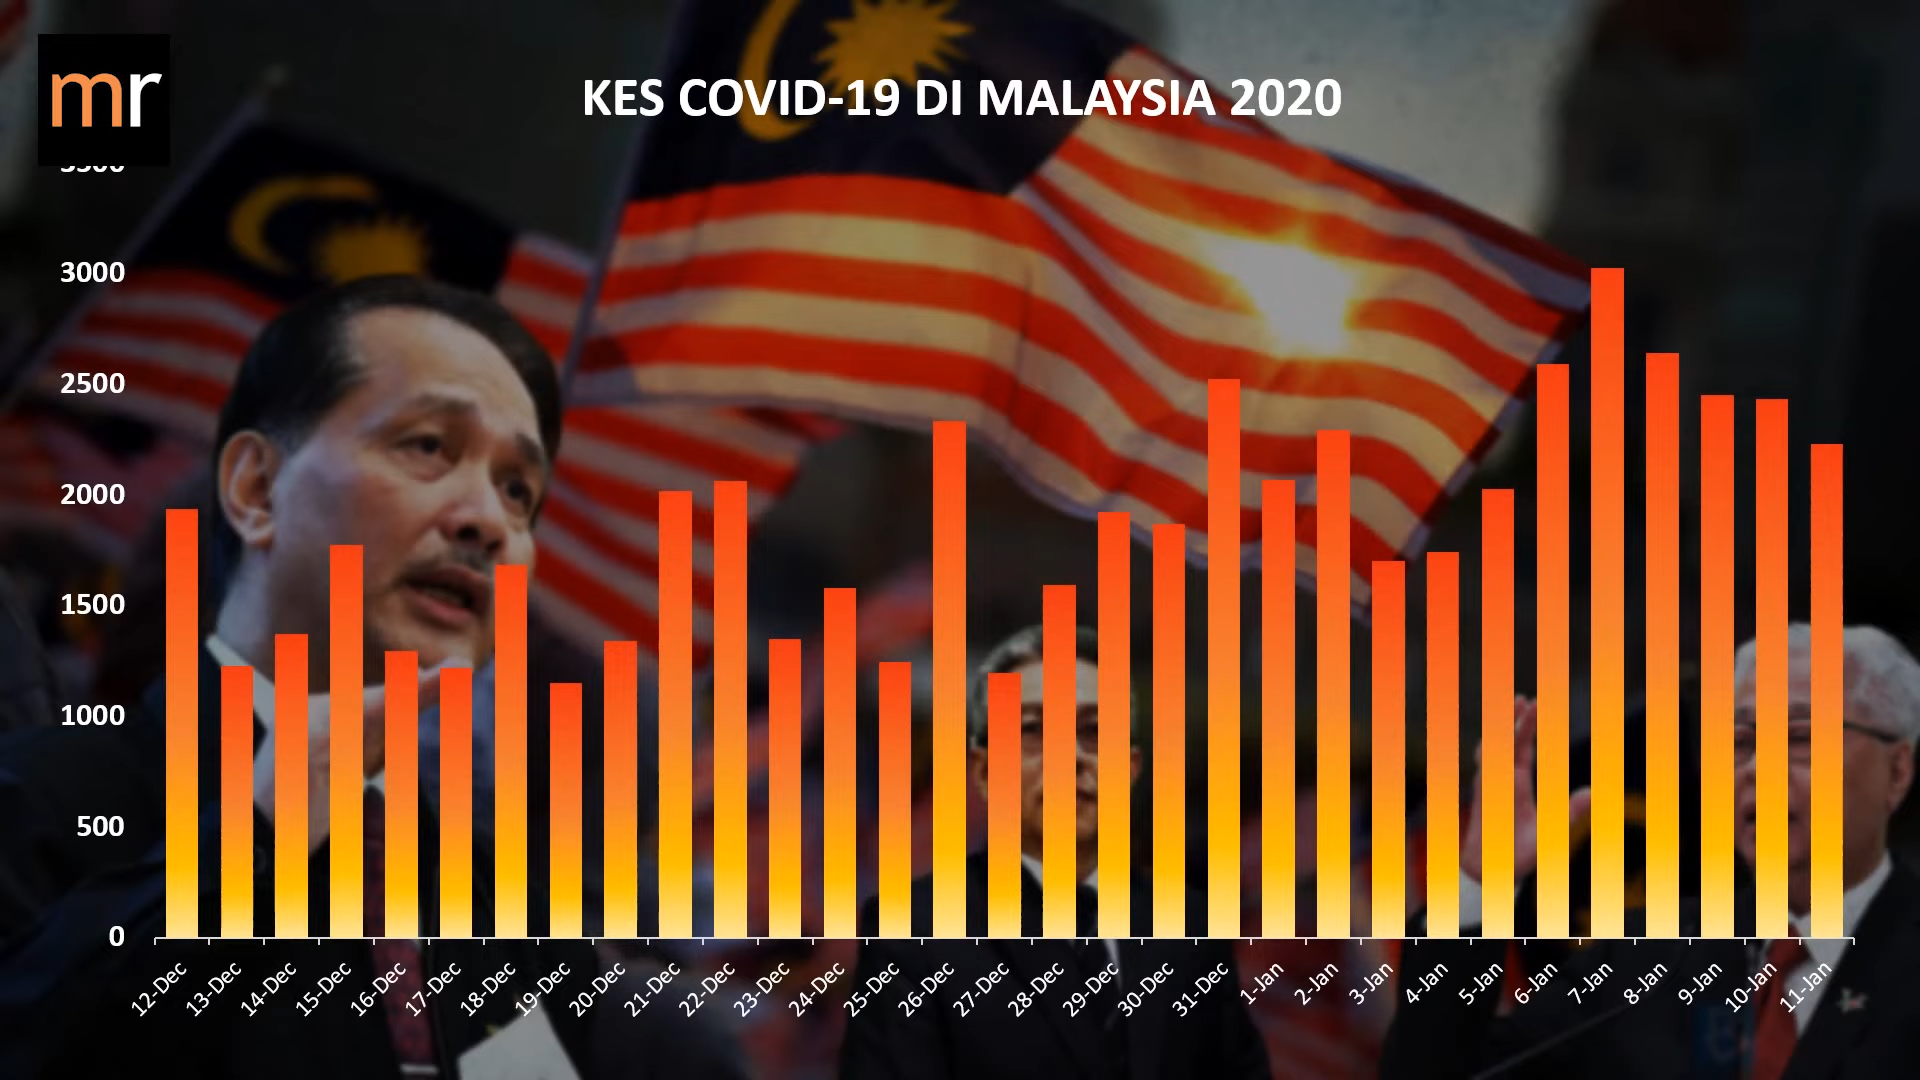 mr
KES COVID-19 DI MALAYSIA 2020
3000
2500
2000
1500
1000
500
0
12-Dec
13-Dec
14-Dec
15-Dec
16-Dec
17-Dec
18-Dec
19-Dec
20-Dec
21-Dec
22-Dec
23-Dec
24-Dec
25-Dec
26-Dec
27-Dec
28-Dec
29-Dec
30-Dec
31-Dec
1-Jan
2-Jan
3-Jan
4-Jan
5-Jan
6-Jan
7-Jan
8-Jan
9-Jan
10-Jan
11-Jan